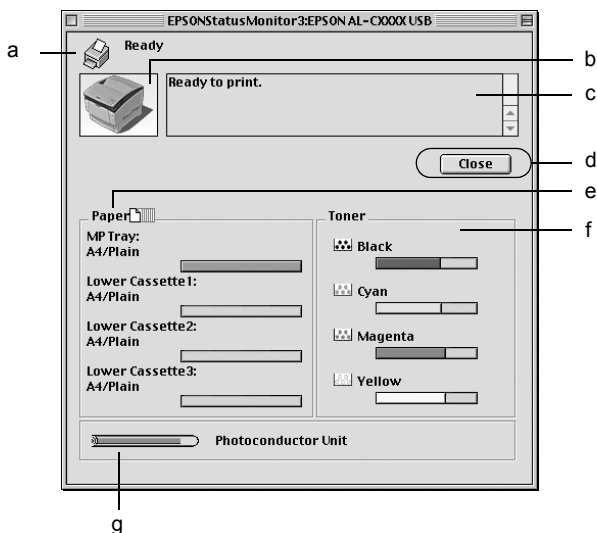 EPSONStatusMonitor3:EPSON AL-CXXXX USB
a
Ready
b
Ready to print.
c
Close
d
e
Paper
Toner
f
MP Tray:
A4/Plain
Black
Lower Cassette1:
A4/Plain
Cyan
Lower Cassette2:
A4/Plain
Magenta
Lower Cassette3:
A4/Plain
Yellow
Photoconductor Unit
g